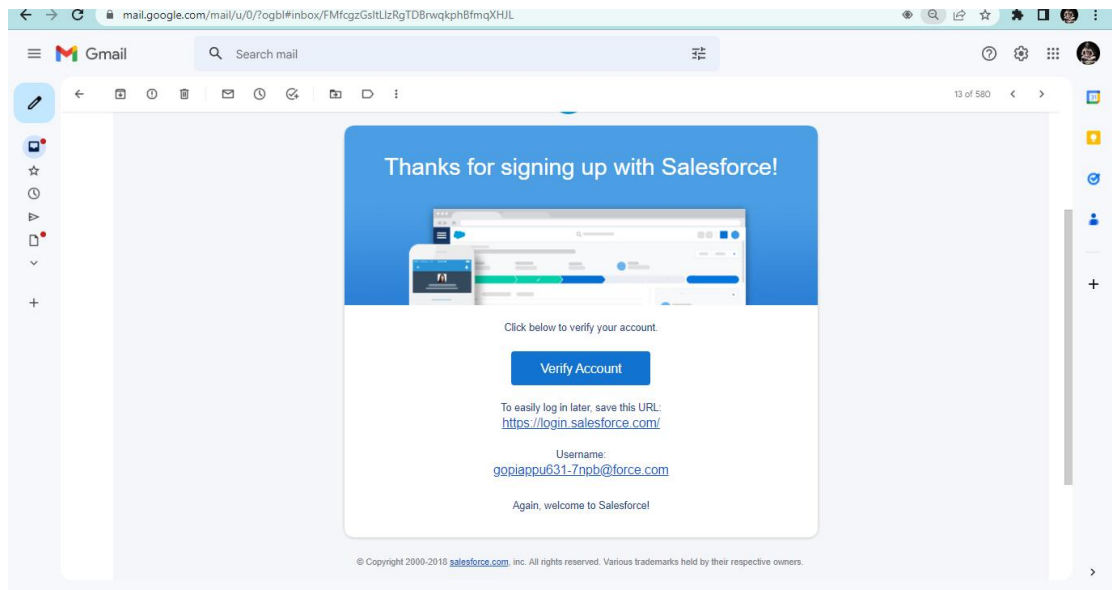 mail.google.com/mail/u/0/?ogbl#inbox/FMfcgzGsltLlzRgTDBrwqkphBfmqXHJL
Gmail
Search mail
13 of 580
Thanks for signing up with Salesforce!
Click below to verify your account.
Verify Account
To easily log in later, save this URL:
https://login.salesforce.com/
Username:
gopiappu631-7npb@force.com
Again, welcome to Salesforce!
© Copyright 2000-2018 salesforce.com, inc. All rights reserved. Various trademarks held by their respective owners.